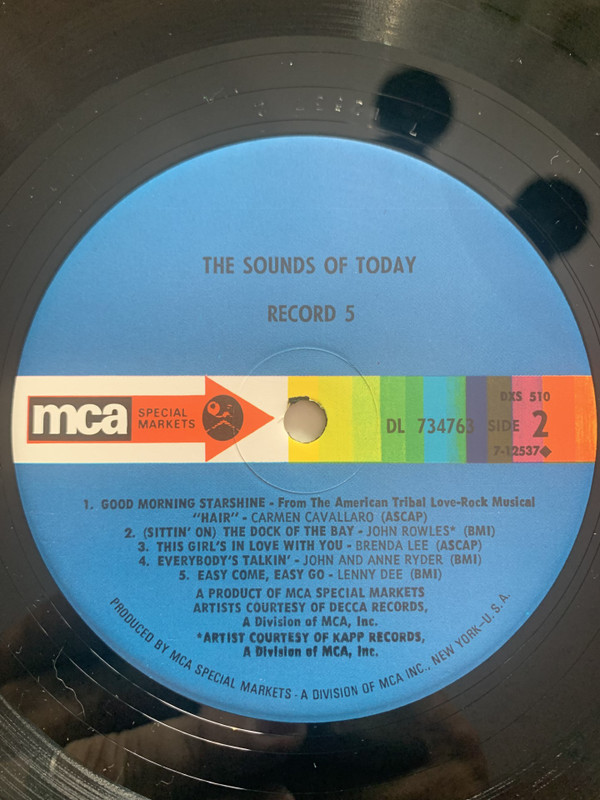 THE SOUNDS OF TODAY
RECORD 5
mca
SPECIAL
MARKETS
DXS 510
DL 734763 SIDE 2
7-12537◆
1. GOOD MORNING STARSHINE - From The American Tribal Love-Rock Musical
"HAIR" - CARMEN CAVALLARO (ASCAP)
2. (SITTIN' ON) THE DOCK OF THE BAY - JOHN ROWLES* (BMI)
3. THIS GIRL'S IN LOVE WITH YOU - BRENDA LEE (ASCAP)
4. EVERYBODY'S TALKIN' - JOHN AND ANNE RYDER (BMI)
5. EASY COME, EASY GO - LENNY DEE (BMI)
A PRODUCT OF MCA SPECIAL MARKETS
ARTISTS COURTESY OF DECCA RECORDS,
A Division of MCA, Inc.
*ARTIST COURTESY OF KAPP RECORDS,
A Division of MCA, Inc.
PRODUCED BY MCA SPECIAL MARKETS - A DIVISION OF MCA INC., NEW YORK-U.S.A.